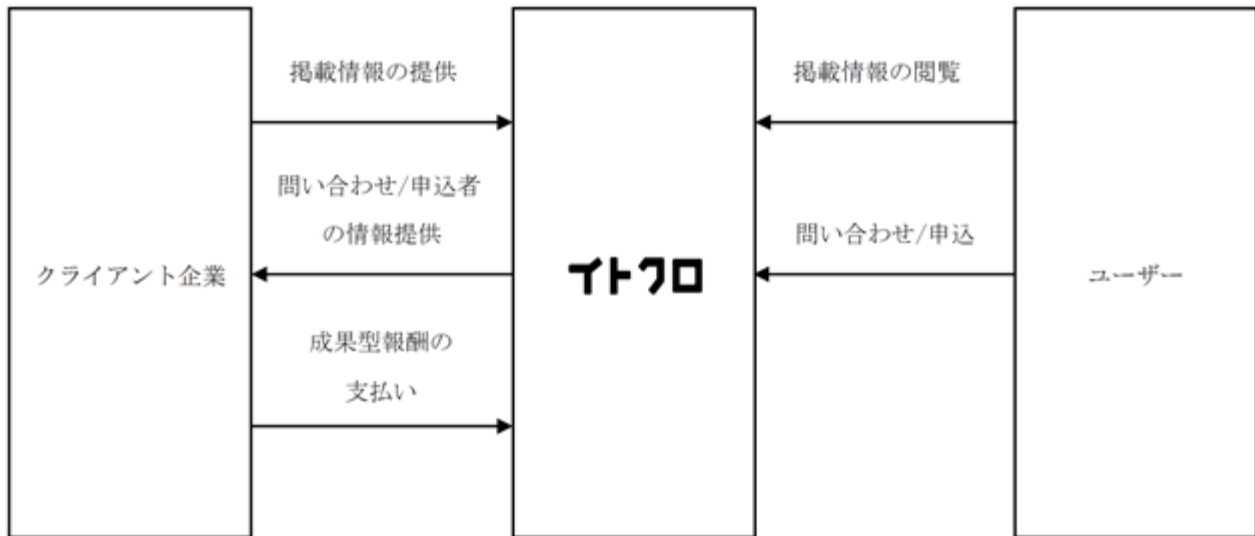 掲載情報の提供
掲載情報の閲覧
問い合わせ/申込者
の情報提供
問い合わせ/申込
クライアント企業
イトクロ
ユーザー
成果型報酬の
支払い